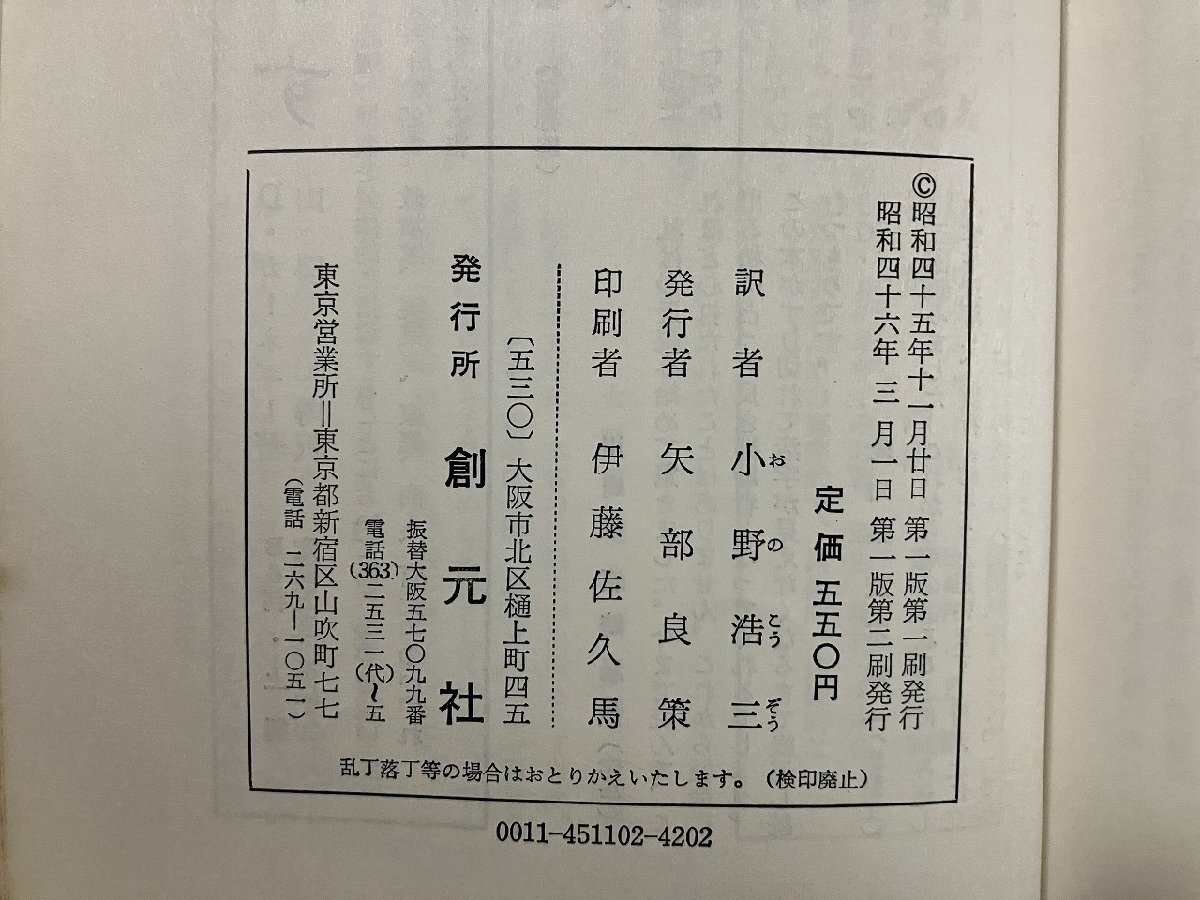 ©昭和四十五年十一月廿日 第一版第一刷発行
昭和四十六年 三 月一日 第一版第二刷発行
定価 五五〇円
訳者 小野浩三
おのこうぞう
発行者 矢部良策
印刷者 伊藤佐久馬
〔五三〇〕大阪市北区樋上町四五
発行所 創元社
振替大阪五七〇九九番
電話(363)二五三一(代)~五
東京営業所=東京都新宿区山吹町七七
(電話 二六九―一〇五一)
乱丁落丁等の場合はおとりかえいたします。(検印廃止)
0011-451102-4202